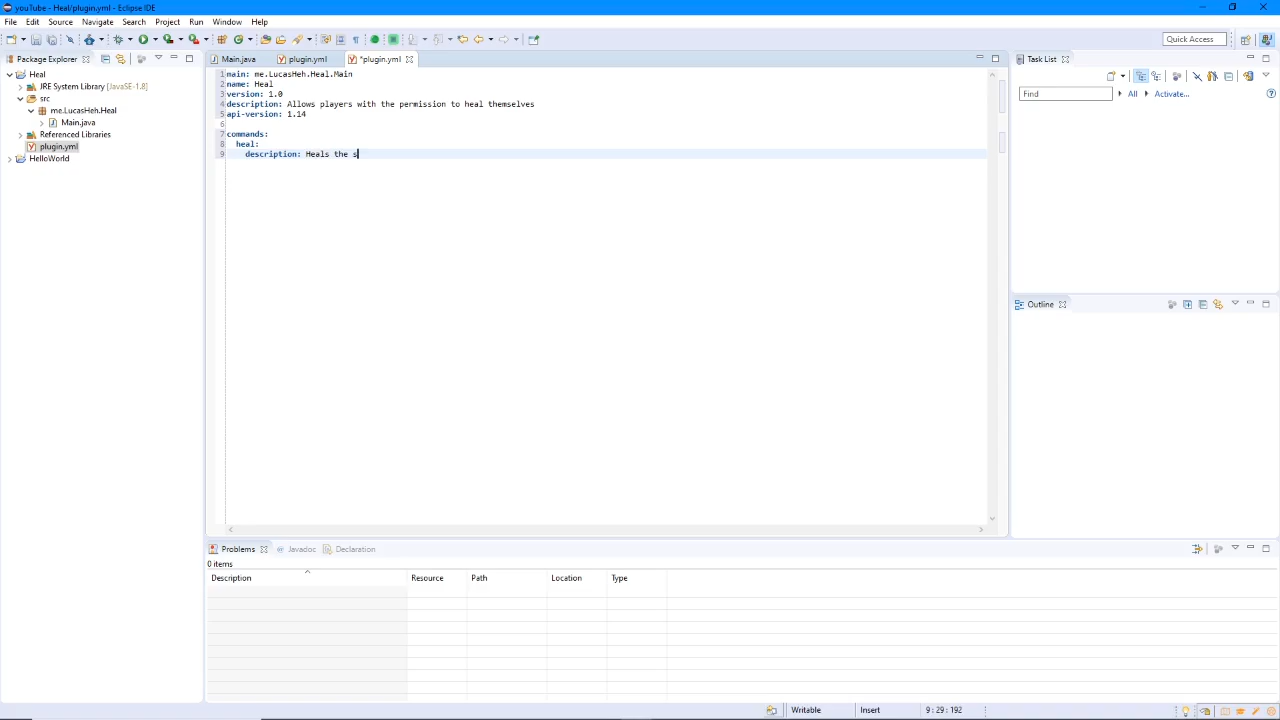 youTube - Heal/plugin.yml - Eclipse IDE
File Edit Source Navigate Search Project Run Window Help
Quick Access
Package Explorer
Heal
JRE System Library [JavaSE-1.8]
src
me.LucasHeh.Heal
Main.java
Referenced Libraries
plugin.yml
HelloWorld
Main.java plugin.yml *plugin.yml
1 main: me.LucasHeh.Heal.Main
2 name: Heal
3 version: 1.0
4 description: Allows players with the permission to heal themselves
5 api-version: 1.14
6
7 commands:
8 heal:
9 description: Heals the s
Task List
Find All Activate...
Outline
Problems Javadoc Declaration
0 items
Description Resource Path Location Type
Writable Insert 9 : 29 : 192